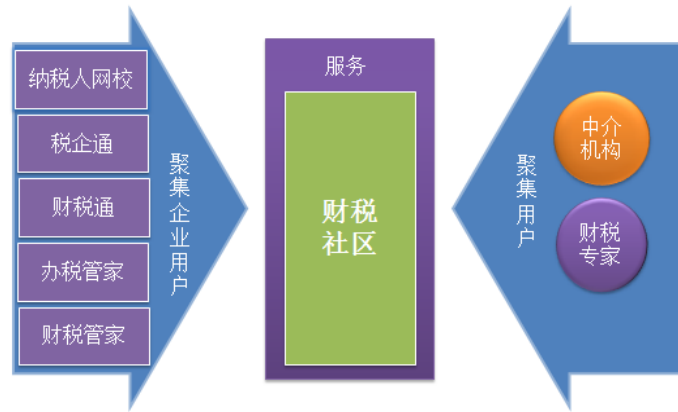 纳税人网校
税企通
财税通
办税管家
财税管家
聚集企业用户
服务
财税
社区
聚集用户
中介
机构
财税
专家